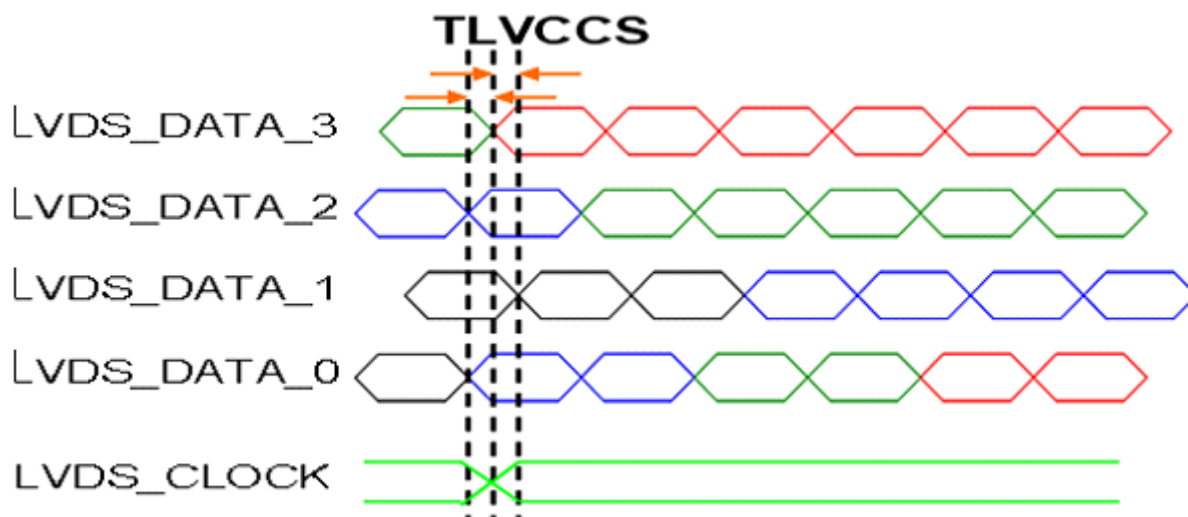 TLVCCS
LVDS_DATA_3
LVDS_DATA_2
LVDS_DATA_1
LVDS_DATA_0
LVDS_CLOCK